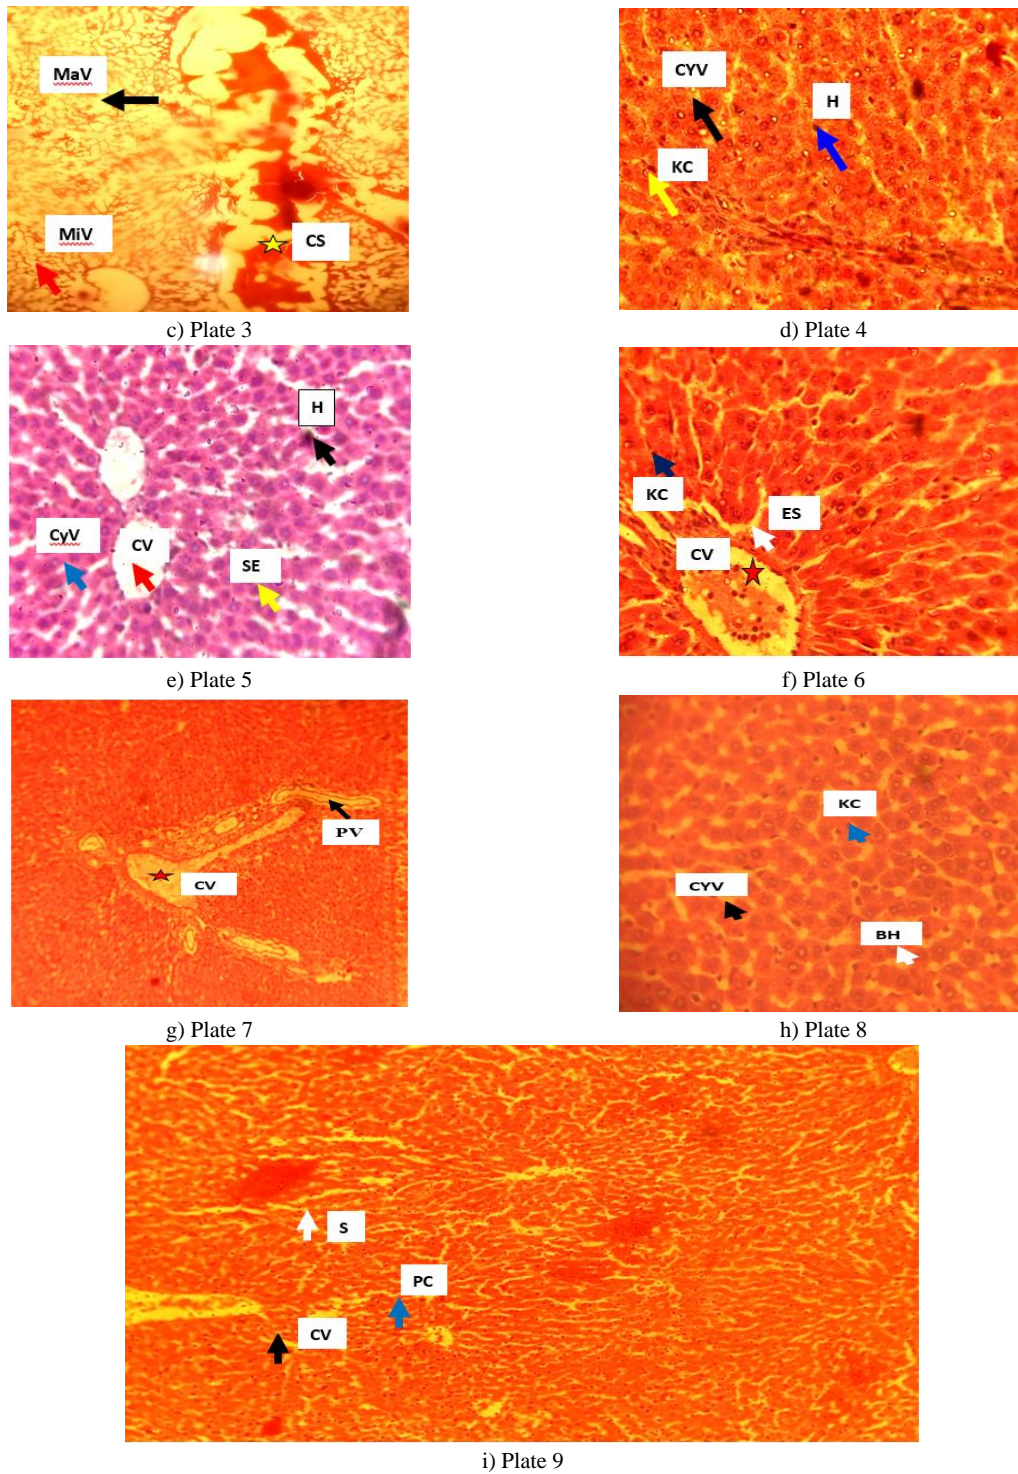 MaV
MiV
CS
c) Plate 3
CYV
H
KC
d) Plate 4
H
CyV
CV
SE
e) Plate 5
KC
ES
CV
f) Plate 6
PV
CV
g) Plate 7
KC
CYV
BH
h) Plate 8
S
PC
CV
i) Plate 9